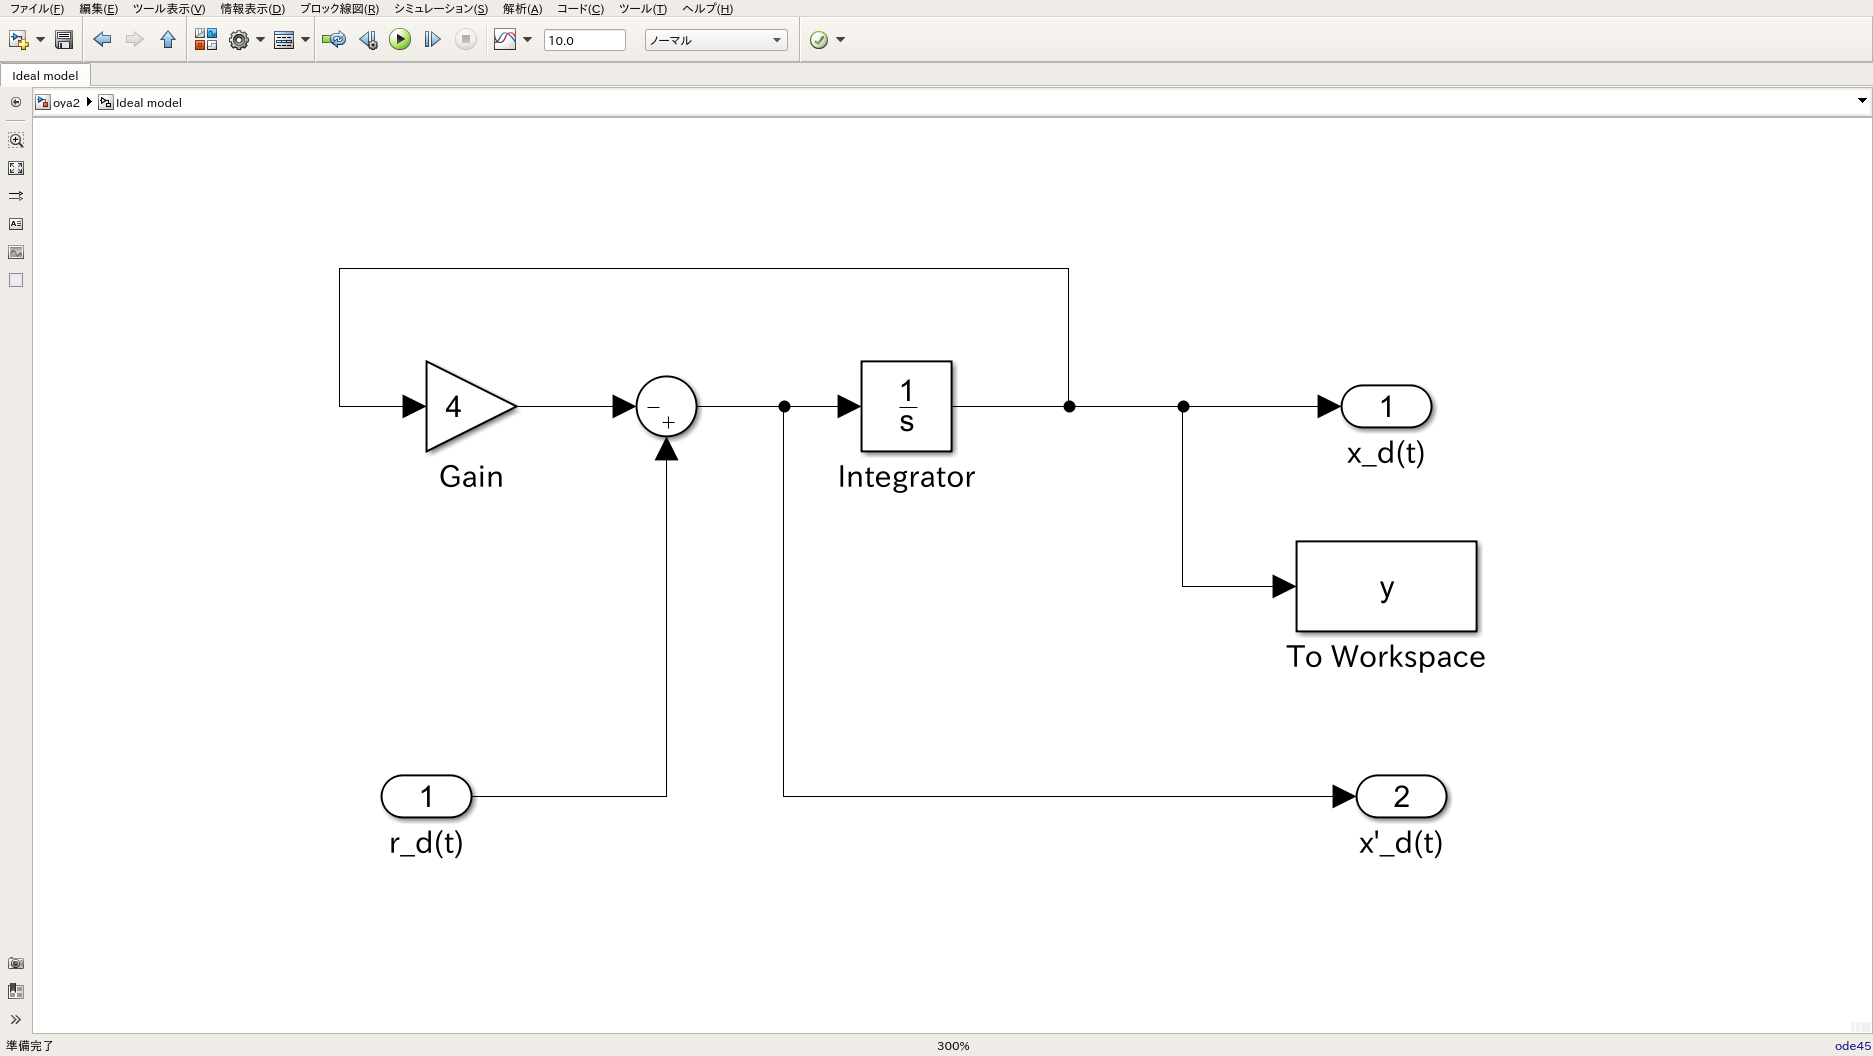 ファイル(F) 編集(E) ツール表示(V) 情報表示(D) ブロック線図(R) シミュレーション(S) 解析(A) コード(C) ツール(T) ヘルプ(H)
10.0 ノーマル
Ideal model
oya2 Ideal model
4
Gain
−
+
1
s
Integrator
1
x_d(t)
y
To Workspace
1
r_d(t)
2
x'_d(t)
準備完了 300% ode45